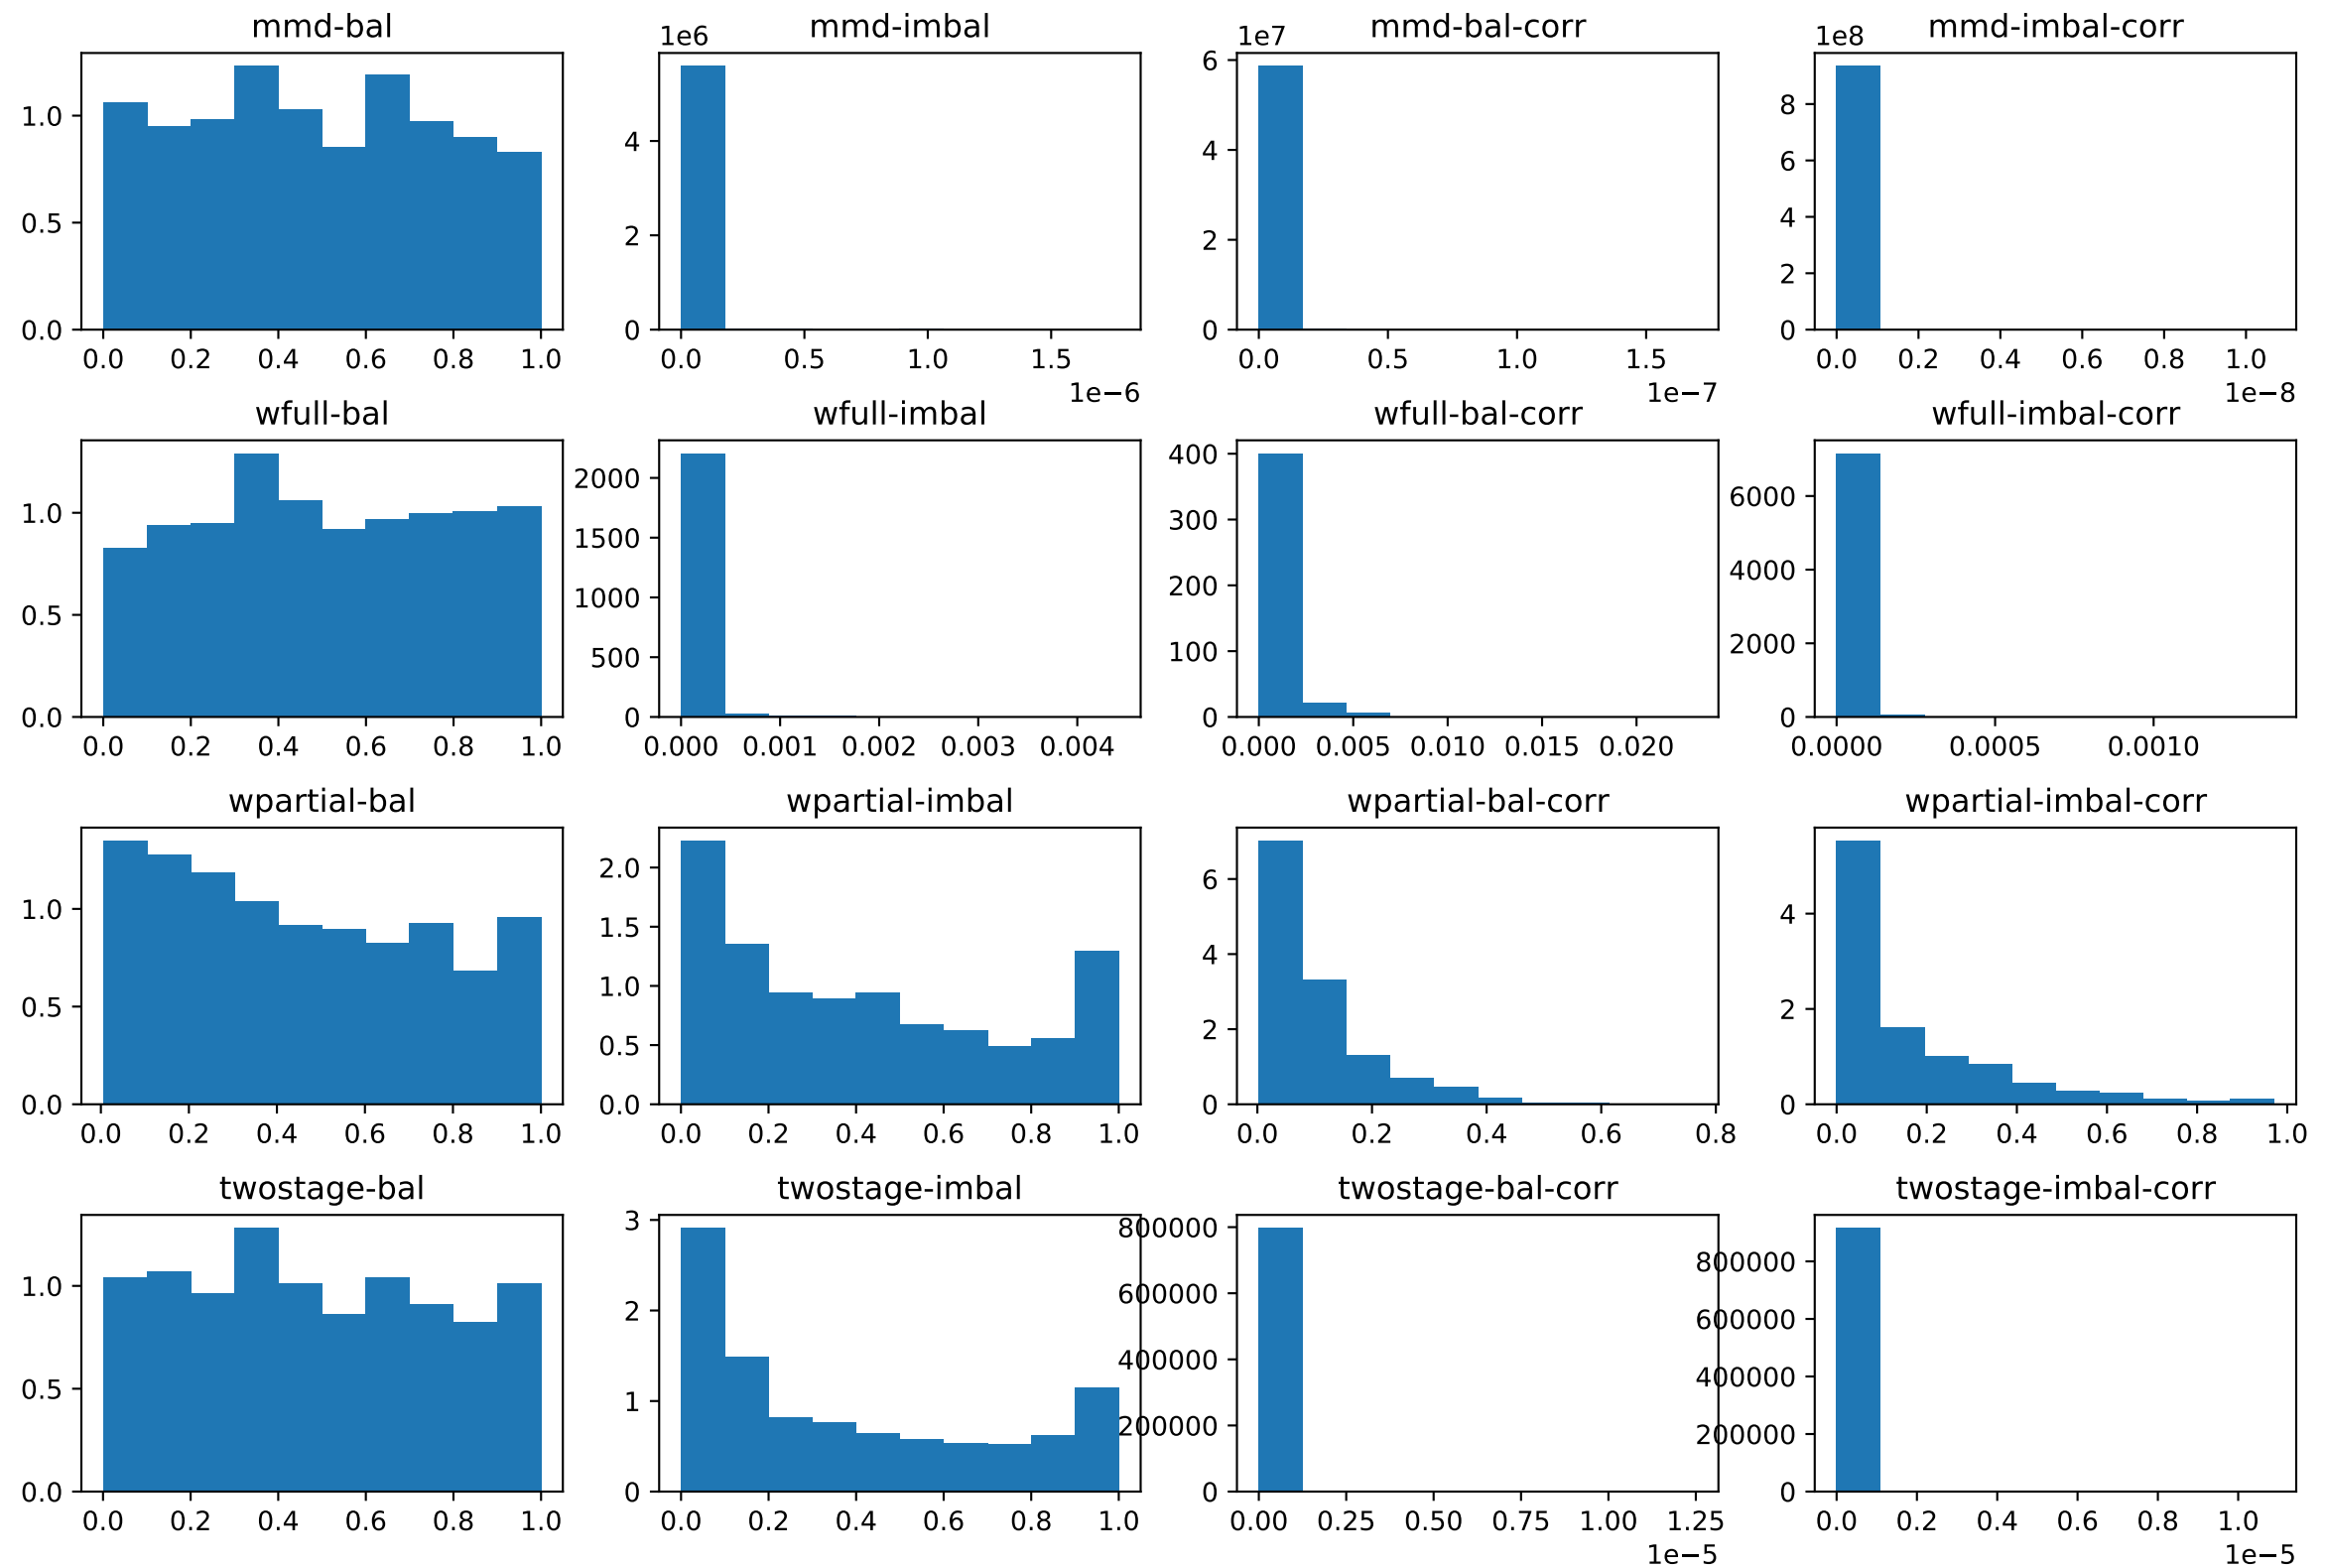 mmd-bal
1.0
0.5
0.0
0.0 0.2 0.4 0.6 0.8 1.0
mmd-imbal
1e6
4
2
0
0.0 0.5 1.0 1.5
1e−6
mmd-bal-corr
1e7
6
4
2
0
0.0 0.5 1.0 1.5
1e−7
mmd-imbal-corr
1e8
8
6
4
2
0
0.0 0.2 0.4 0.6 0.8 1.0
1e−8
wfull-bal
1.0
0.5
0.0
0.0 0.2 0.4 0.6 0.8 1.0
wfull-imbal
2000
1500
1000
500
0
0.000 0.001 0.002 0.003 0.004
wfull-bal-corr
400
300
200
100
0
0.000 0.005 0.010 0.015 0.020
wfull-imbal-corr
6000
4000
2000
0
0.0000 0.0005 0.0010
wpartial-bal
1.0
0.5
0.0
0.0 0.2 0.4 0.6 0.8 1.0
wpartial-imbal
2.0
1.5
1.0
0.5
0.0
0.0 0.2 0.4 0.6 0.8 1.0
wpartial-bal-corr
6
4
2
0
0.0 0.2 0.4 0.6 0.8
wpartial-imbal-corr
4
2
0
0.0 0.2 0.4 0.6 0.8 1.0
twostage-bal
1.0
0.5
0.0
0.0 0.2 0.4 0.6 0.8 1.0
twostage-imbal
3
2
1
0
0.0 0.2 0.4 0.6 0.8 1.0
twostage-bal-corr
800000
600000
400000
200000
0
0.00 0.25 0.50 0.75 1.00 1.25
1e−5
twostage-imbal-corr
800000
600000
400000
200000
0
0.0 0.2 0.4 0.6 0.8 1.0
1e−5